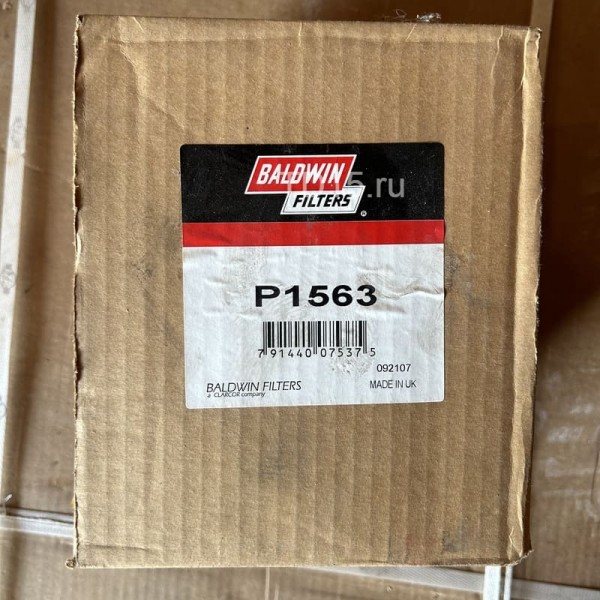 BALDWIN
FILTERS
®
P1563
7 91440 07537 5
092107
BALDWIN FILTERS
MADE IN UK
a CLARCOR company